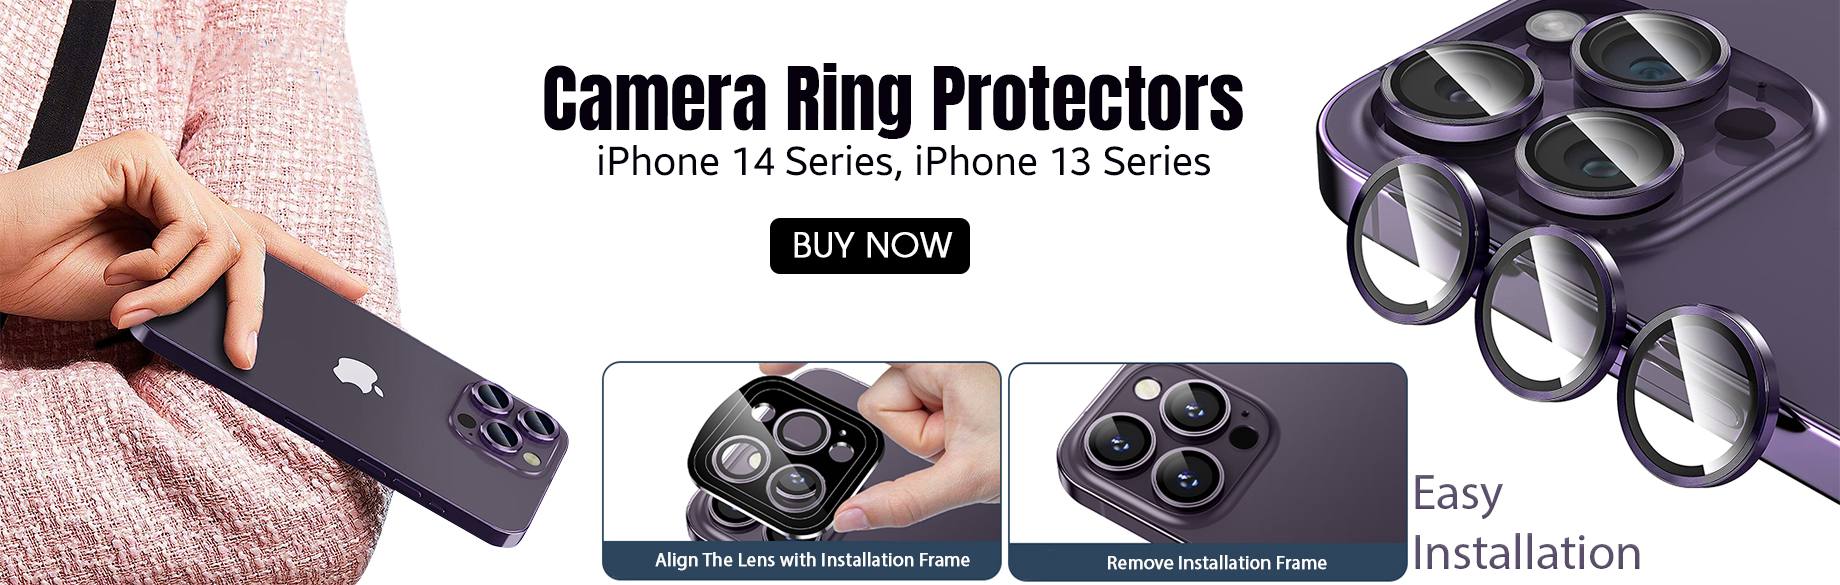 Camera Ring Protectors
iPhone 14 Series, iPhone 13 Series
BUY NOW
Align The Lens with Installation Frame
Remove Installation Frame
Easy
Installation